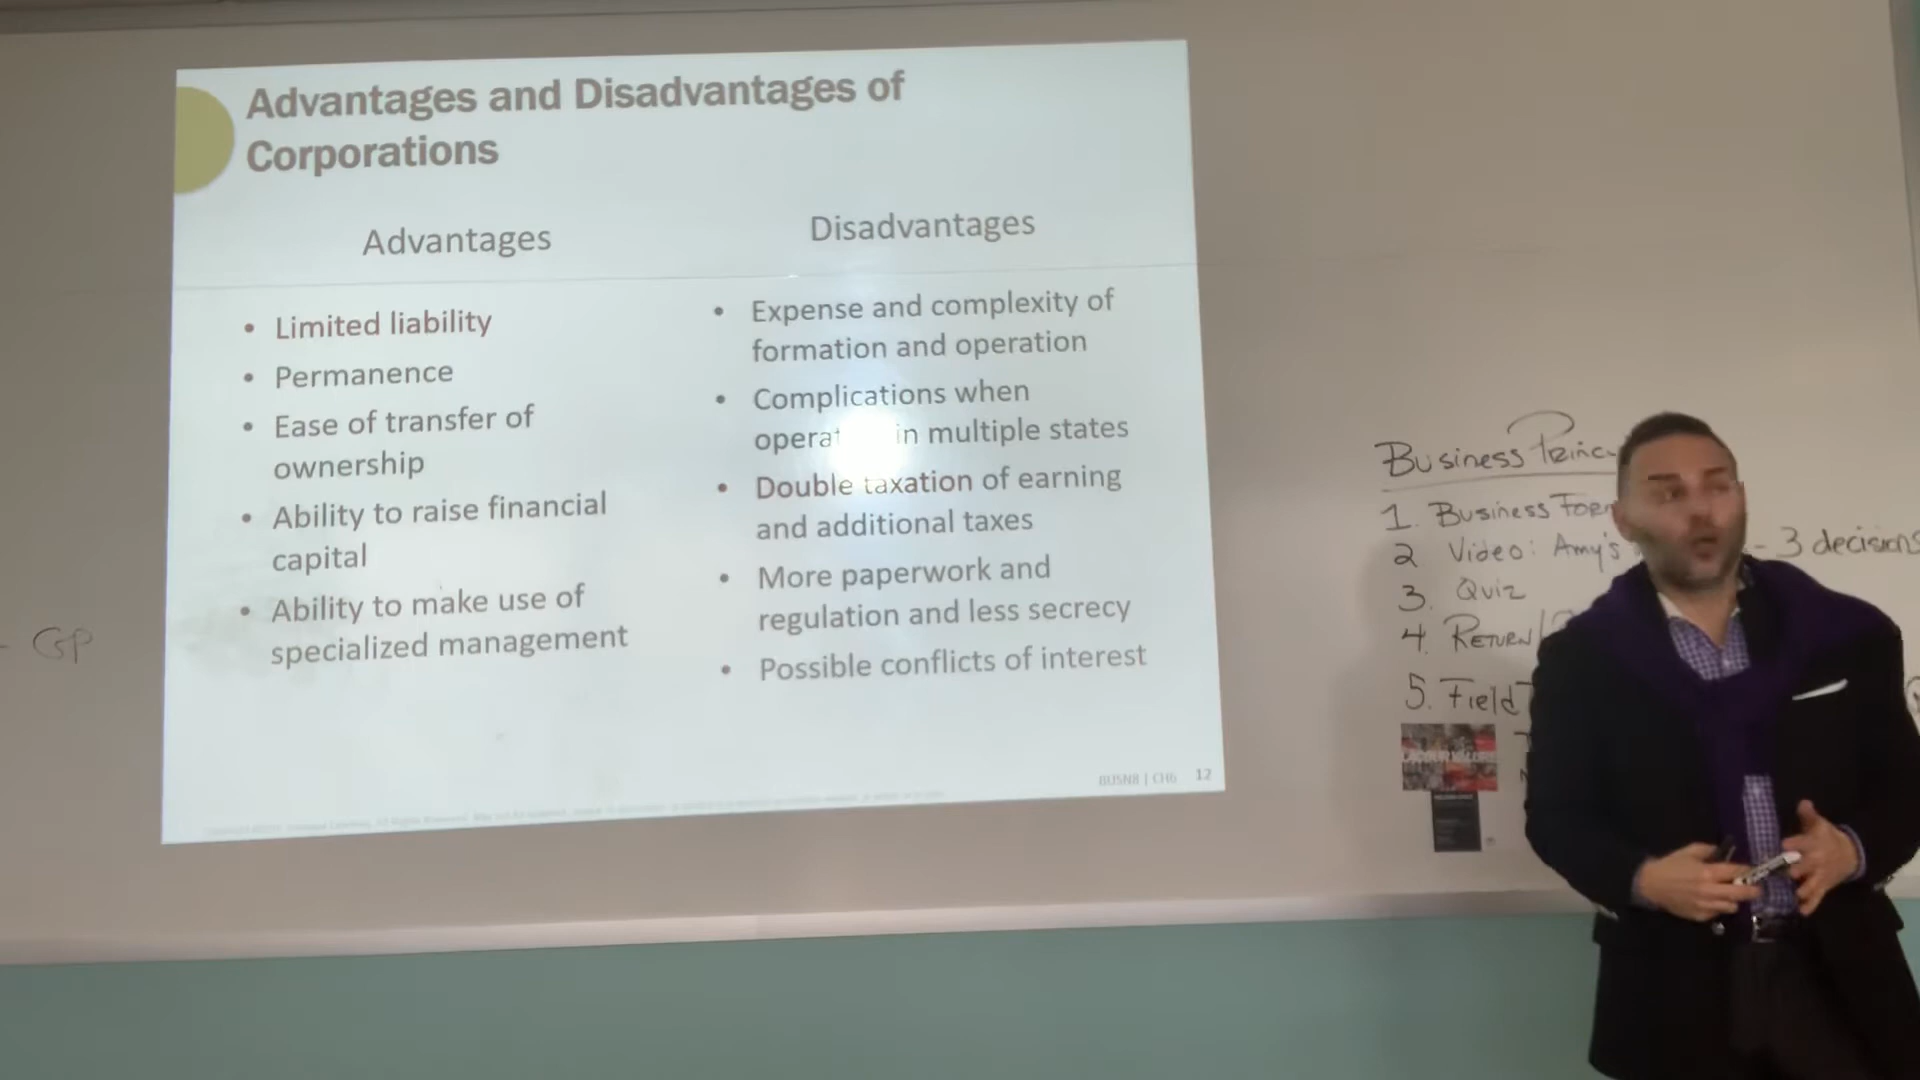 Advantages and Disadvantages of
Corporations
Advantages
• Limited liability
• Permanence
• Ease of transfer of
ownership
• Ability to raise financial
capital
• Ability to make use of
specialized management
Disadvantages
• Expense and complexity of
formation and operation
• Complications when
in multiple states
• Double taxation of earning
and additional taxes
• More paperwork and
regulation and less secrecy
• Possible conflicts of interest
BUSN8 | CH6 12
- GP
Business
1. Business
2 Video: Amy's - 3 decisions
3. Quiz
4. RETURN/
5. Field